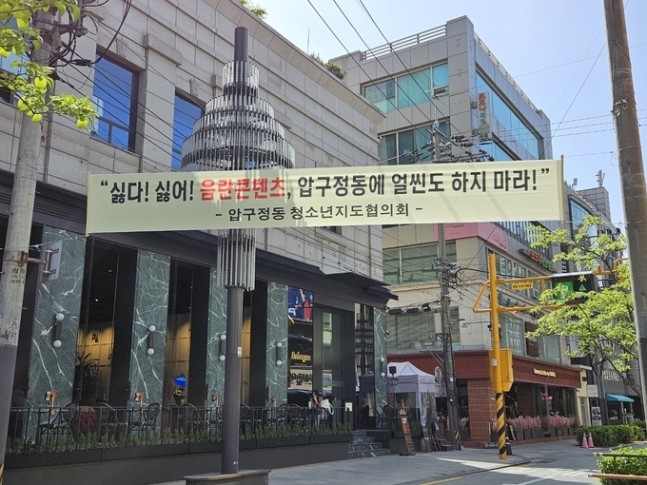 “싫다! 싫어! 음란콘텐츠, 압구정동에 얼씬도 하지 마라!”
- 압구정동 청소년지도협의회 -